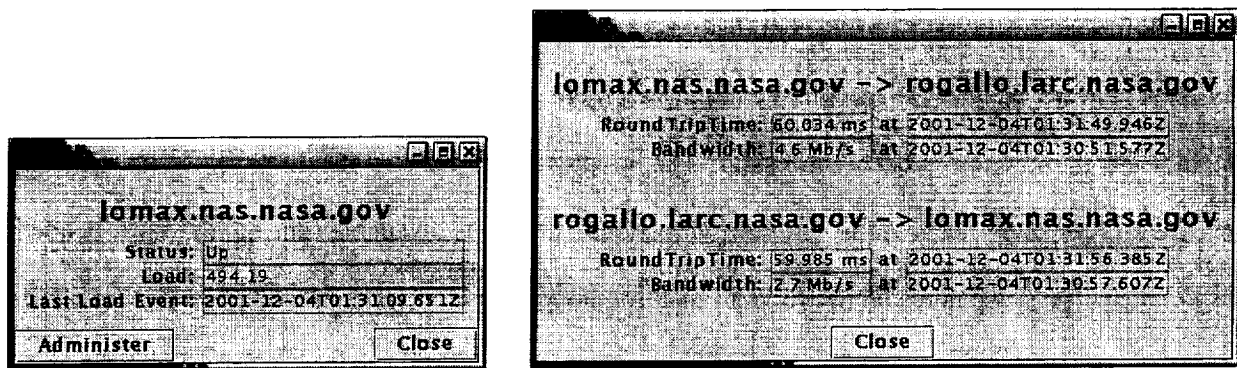 lomax.nas.nasa.gov
Status: Up
Load: 494.19
Last Load Event: 2001-12-04T01:31:09.651Z
Administer Close
lomax.nas.nasa.gov -> rogallo.larc.nasa.gov
RoundTripTime: 60.034 ms at 2001-12-04T01:31:49.946Z
Bandwidth: 4.6 Mb/s at 2001-12-04T01:30:51.577Z
rogallo.larc.nasa.gov -> lomax.nas.nasa.gov
RoundTripTime: 59.985 ms at 2001-12-04T01:31:56.385Z
Bandwidth: 2.7 Mb/s at 2001-12-04T01:30:57.607Z
Close